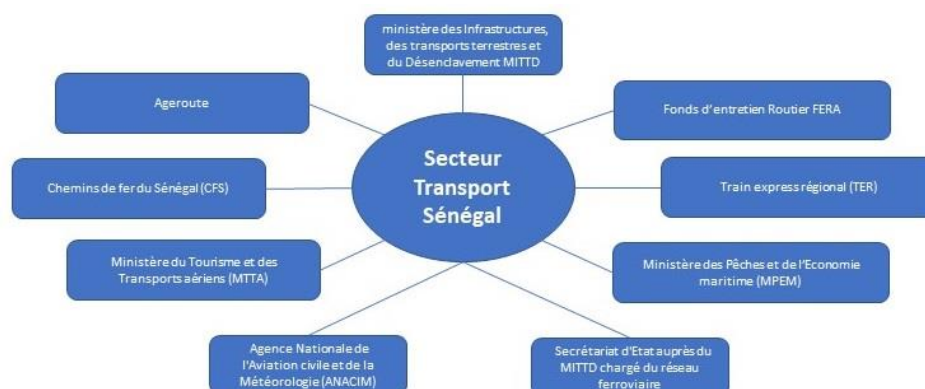 ministère des Infrastructures,
des transports terrestres et
du Désenclavement MITTD
Ageroute
Fonds d'entretien Routier FERA
Secteur
Transport
Sénégal
Chemins de fer du Sénégal (CFS)
Train express régional (TER)
Ministère du Tourisme et des
Transports aériens (MTTA)
Ministère des Pêches et de l'Economie
maritime (MPEM)
Agence Nationale de
l'Aviation civile et de la
Météorologie (ANACIM)
Secrétariat d'Etat auprès du
MITTD chargé du réseau
ferroviaire